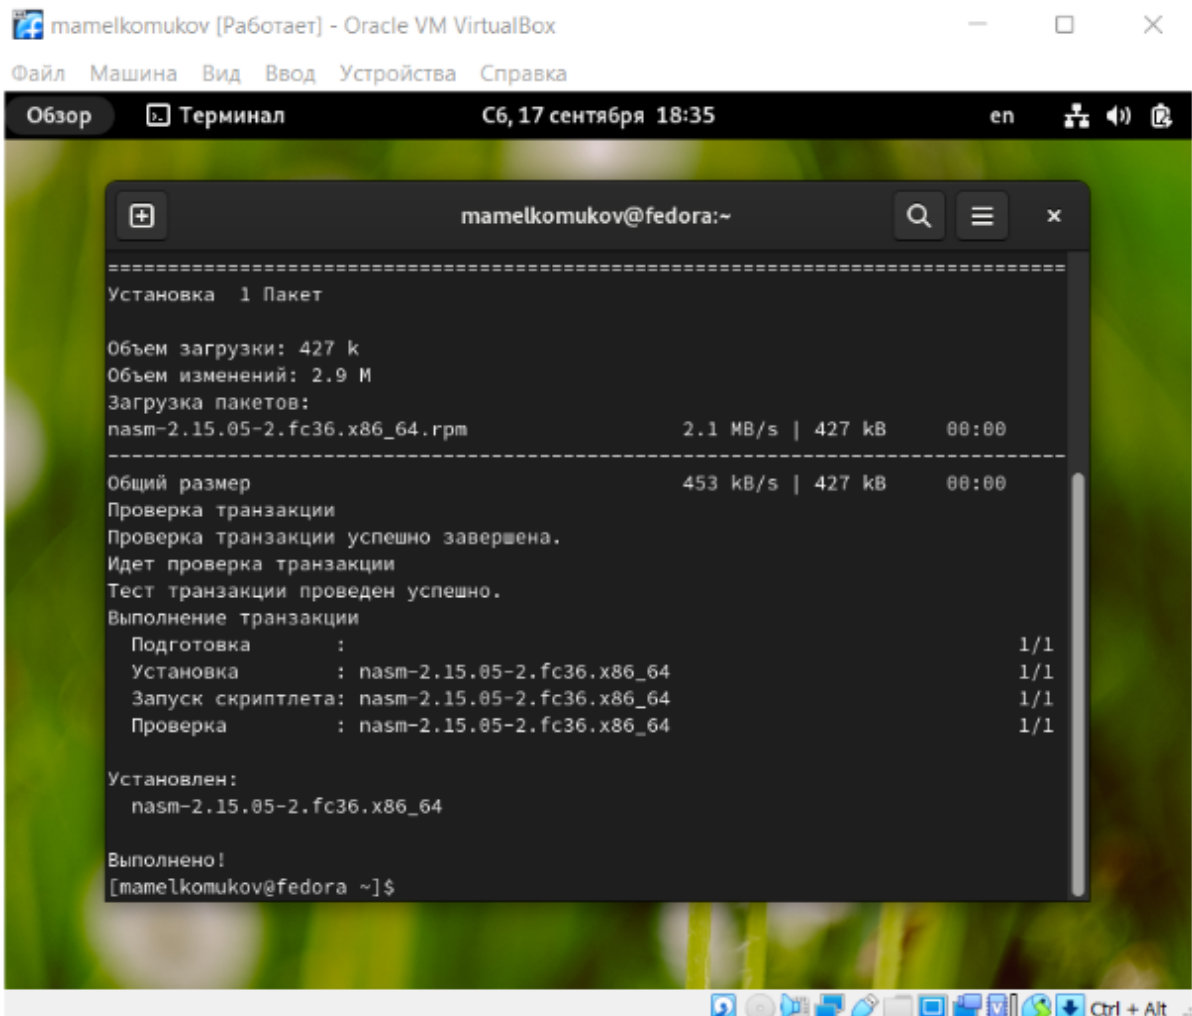 mamelkomukov [Работает] - Oracle VM VirtualBox
Файл Машина Вид Ввод Устройства Справка
Обзор Терминал Сб, 17 сентября 18:35 en
mamelkomukov@fedora:~
================================================================================
Установка  1 Пакет
Объем загрузки: 427 k
Объем изменений: 2.9 M
Загрузка пакетов:
nasm-2.15.05-2.fc36.x86_64.rpm                  2.1 MB/s | 427 kB     00:00
--------------------------------------------------------------------------------
Общий размер                                    453 kB/s | 427 kB     00:00
Проверка транзакции
Проверка транзакции успешно завершена.
Идет проверка транзакции
Тест транзакции проведен успешно.
Выполнение транзакции
  Подготовка       :                                                        1/1
  Установка        : nasm-2.15.05-2.fc36.x86_64                             1/1
  Запуск скриптлета: nasm-2.15.05-2.fc36.x86_64                             1/1
  Проверка         : nasm-2.15.05-2.fc36.x86_64                             1/1
Установлен:
  nasm-2.15.05-2.fc36.x86_64
Выполнено!
[mamelkomukov@fedora ~]$
Ctrl + Alt